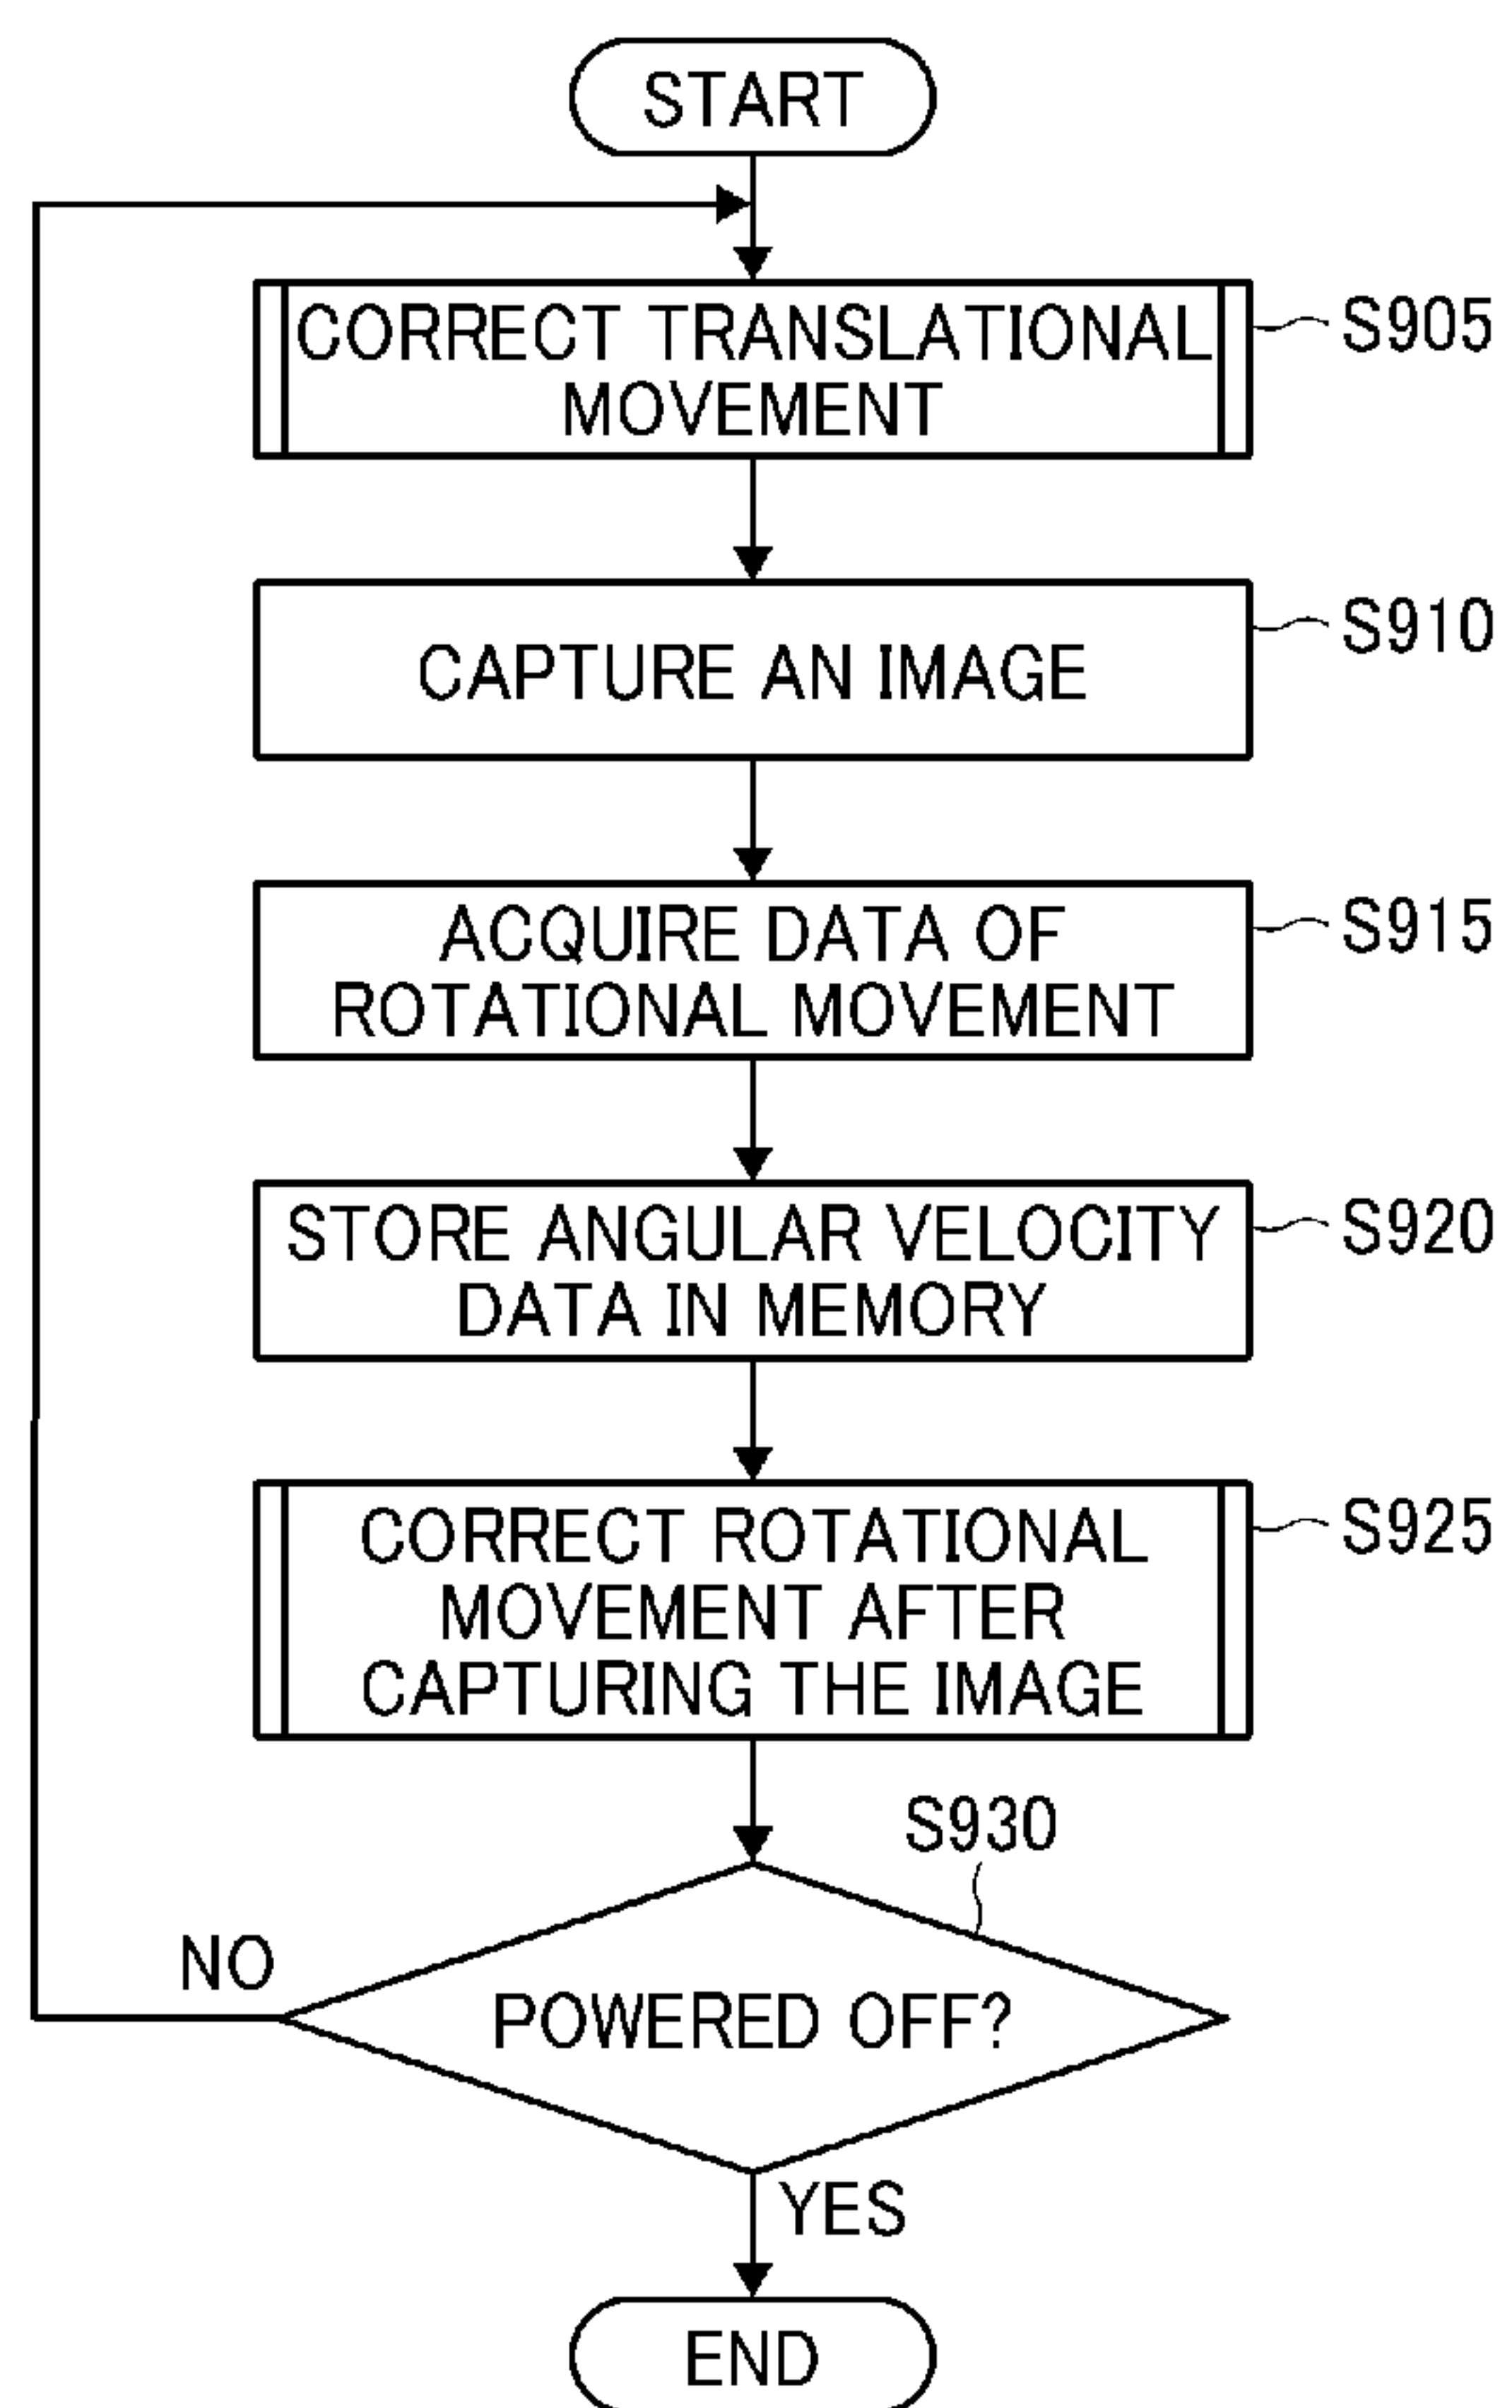 START
CORRECT TRANSLATIONAL
MOVEMENT
S905
CAPTURE AN IMAGE
S910
ACQUIRE DATA OF
ROTATIONAL MOVEMENT
S915
STORE ANGULAR VELOCITY
DATA IN MEMORY
S920
CORRECT ROTATIONAL
MOVEMENT AFTER
CAPTURING THE IMAGE
S925
S930
NO
POWERED OFF?
YES
END